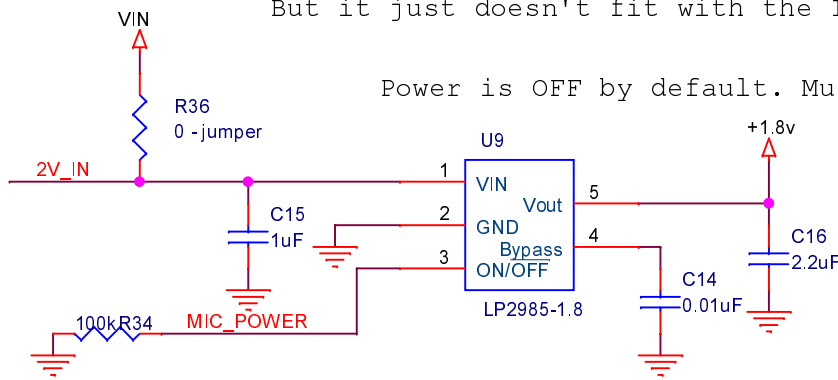 But it just doesn't fit with the
VIN
Power is OFF by default.
R36
0 -jumper
U9
+1.8v
2V_IN
1
VIN
5
Vout
2
GND
C15
1uF
4
Bypass
C16
2.2uF
3
ON/OFF
C14
0.01uF
LP2985-1.8
100k
R34
MIC_POWER